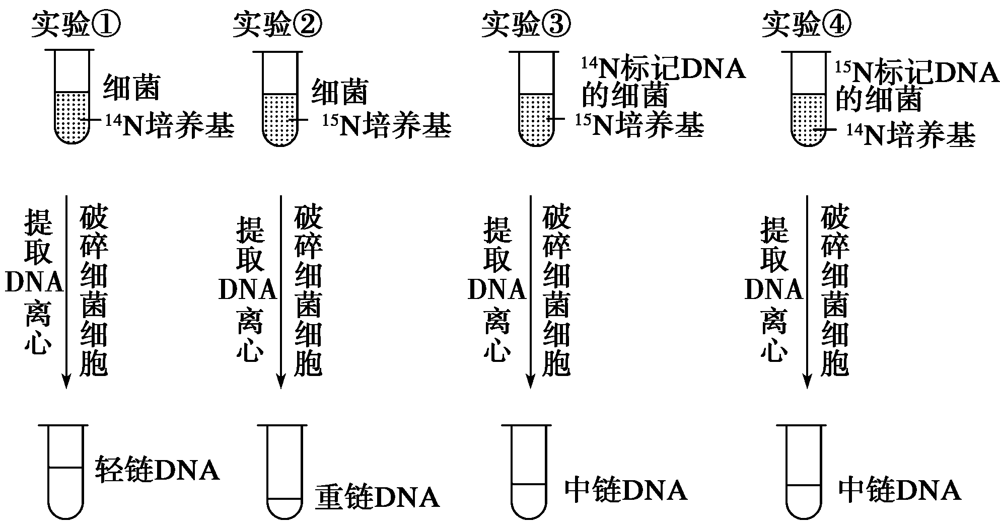 实验①
细菌
¹⁴N培养基
提取DNA离心
破碎细菌细胞
轻链DNA
实验②
细菌
¹⁵N培养基
提取DNA离心
破碎细菌细胞
重链DNA
实验③
¹⁴N标记DNA
的细菌
¹⁵N培养基
提取DNA离心
破碎细菌细胞
中链DNA
实验④
¹⁵N标记DNA
的细菌
¹⁴N培养基
提取DNA离心
破碎细菌细胞
中链DNA